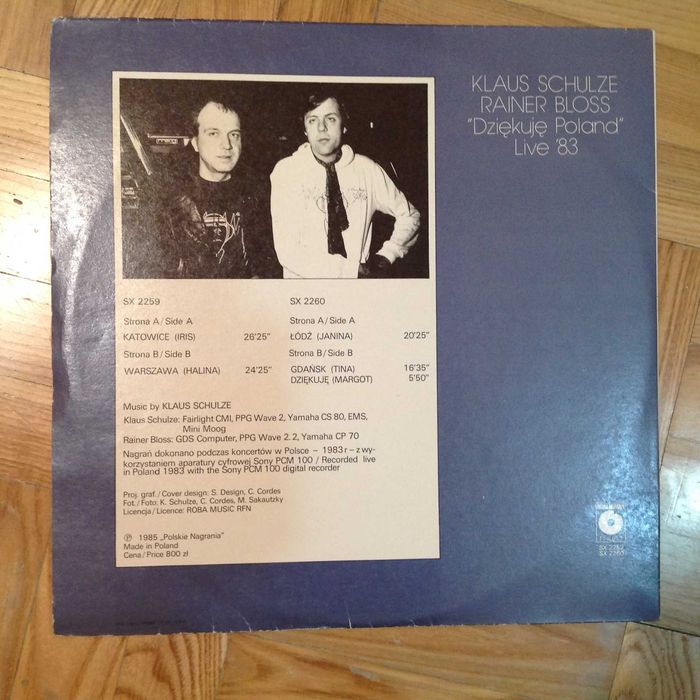 KLAUS SCHULZE
RAINER BLOSS
"Dziękuję Poland"
Live '83
SX 2259 SX 2260
Strona A/Side A Strona A/Side A
KATOWICE (IRIS) 26'25" ŁÓDŹ (JANINA) 20'25"
Strona B/Side B Strona B/Side B
WARSZAWA (HALINA) 24'25" GDAŃSK (TINA) 16'35"
DZIĘKUJĘ (MARGOT) 5'50"
Music by KLAUS SCHULZE
Klaus Schulze: Fairlight CMI, PPG Wave 2, Yamaha CS 80, EMS,
Mini Moog
Rainer Bloss: GDS Computer, PPG Wave 2.2, Yamaha CP 70
Nagrań dokonano podczas koncertów w Polsce – 1983 r – z wy-
korzystaniem aparatury cyfrowej Sony PCM 100 / Recorded live
in Poland 1983 with the Sony PCM 100 digital recorder
Proj. graf./Cover design: S. Design, C. Cordes
Fot./Foto: K. Schulze, C. Cordes, M. Sakautzky
Licencja/Licence: ROBA MUSIC RFN
Ⓟ 1985 „Polskie Nagrania"
Made in Poland
Cena/Price 800 zł
SX 2259
SX 2260